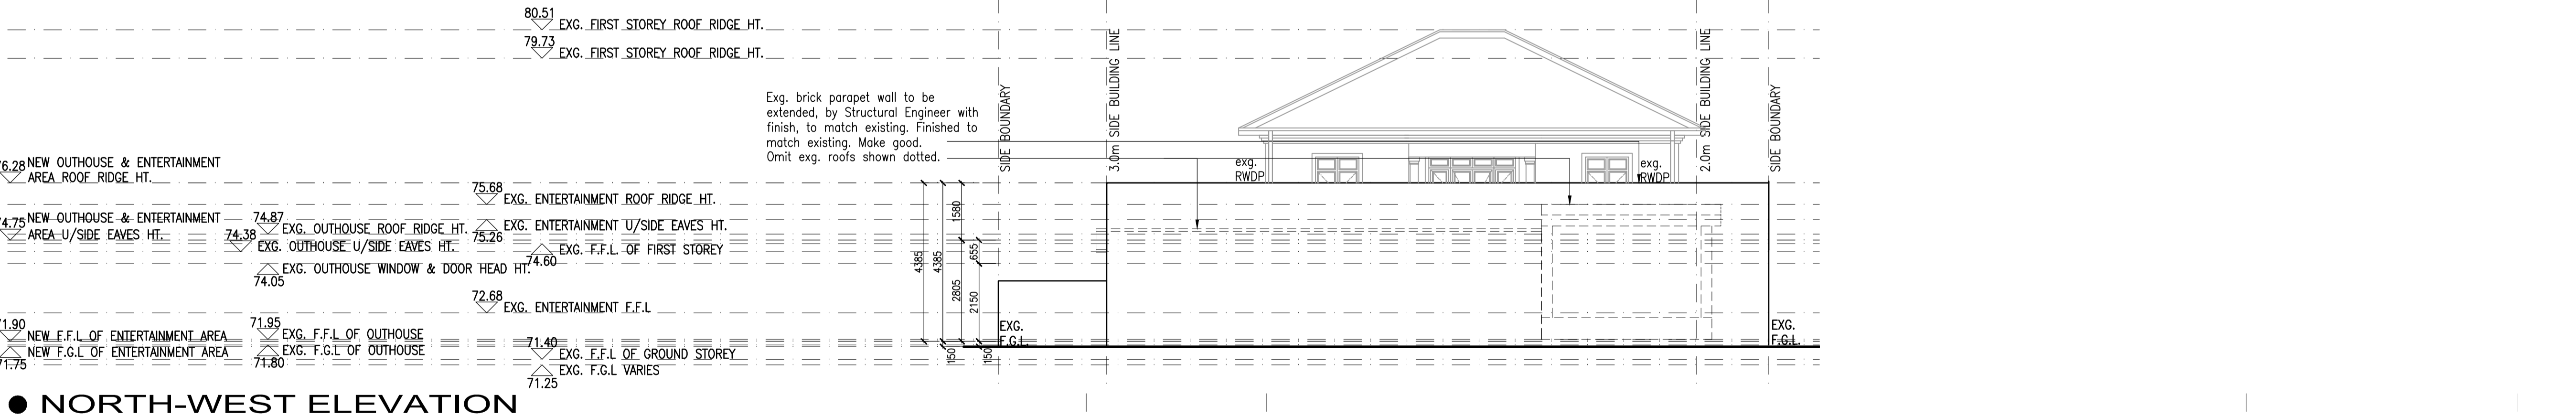 80.51
EXG. FIRST STOREY ROOF RIDGE HT.
79.73
EXG. FIRST STOREY ROOF RIDGE HT.
Exg. brick parapet wall to be
extended, by Structural Engineer with
finish, to match existing. Finished to
match existing. Make good.
Omit exg. roofs shown dotted.
SIDE BOUNDARY
3.0m SIDE BUILDING LINE
2.0m SIDE BUILDING LINE
SIDE BOUNDARY
exg.
RWDP
exg.
RWDP
6.28 NEW OUTHOUSE & ENTERTAINMENT
AREA ROOF RIDGE HT.
75.68
EXG. ENTERTAINMENT ROOF RIDGE HT.
4.75 NEW OUTHOUSE & ENTERTAINMENT
AREA U/SIDE EAVES HT.
74.87
EXG. OUTHOUSE ROOF RIDGE HT.
74.38
EXG. OUTHOUSE U/SIDE EAVES HT.
EXG. ENTERTAINMENT U/SIDE EAVES HT.
75.26
EXG. F.F.L. OF FIRST STOREY
74.60
EXG. OUTHOUSE WINDOW & DOOR HEAD HT.
74.05
72.68
EXG. ENTERTAINMENT F.F.L
1.90
NEW F.F.L OF ENTERTAINMENT AREA
NEW F.G.L OF ENTERTAINMENT AREA
71.75
71.95
EXG. F.F.L OF OUTHOUSE
EXG. F.G.L OF OUTHOUSE
71.80
71.40
EXG. F.F.L OF GROUND STOREY
EXG. F.G.L VARIES
71.25
4385
4385
1580
2805
655
2150
150
150
EXG.
F.G.L.
EXG.
F.G.L.
● NORTH-WEST ELEVATION